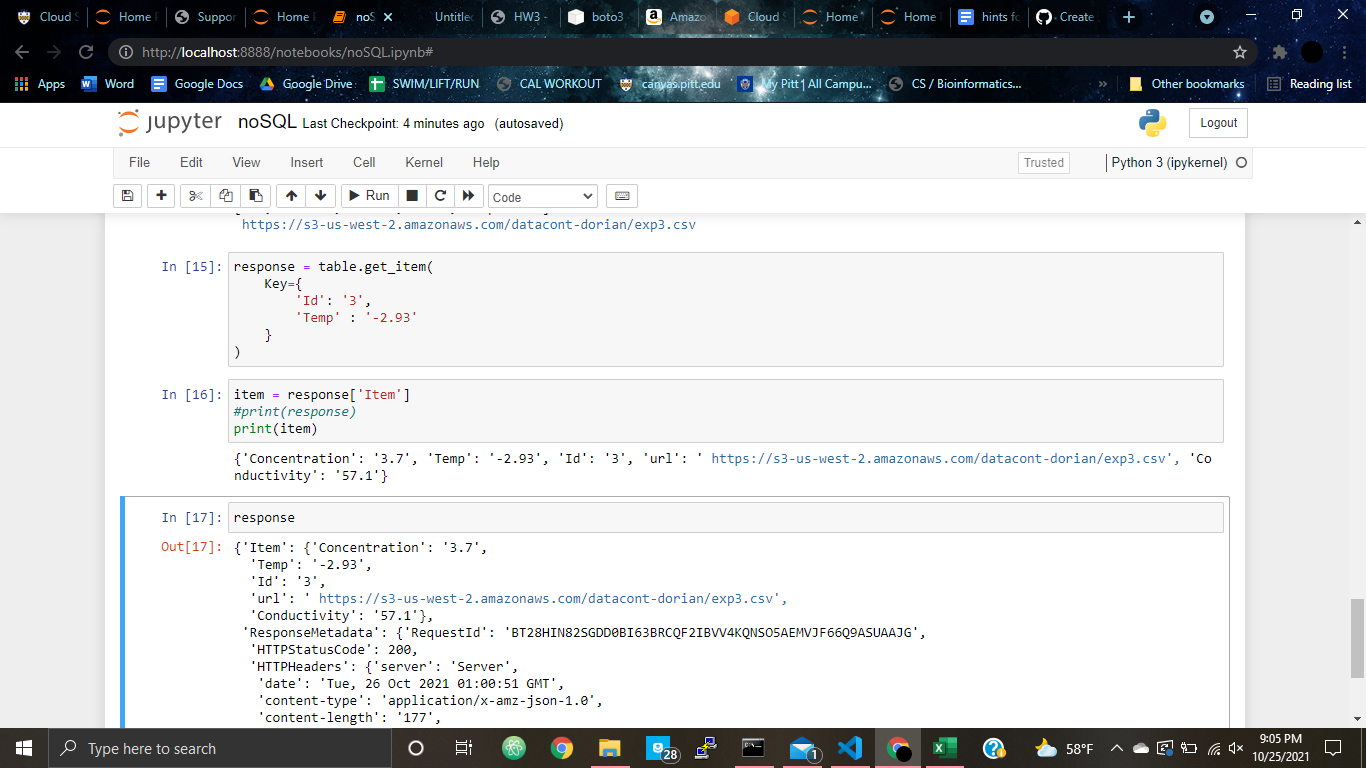 Cloud S
Home P
Suppor
Home P
noS
Untitle
HW3 -
boto3
Amazo
Cloud S
Home
Home
hints fo
Create
http://localhost:8888/notebooks/noSQL.ipynb#
Apps
Word
Google Docs
Google Drive
SWIM/LIFT/RUN
CAL WORKOUT
canvas.pitt.edu
My Pitt | All Campu...
CS / Bioinformatics...
»
Other bookmarks
Reading list
jupyter noSQL Last Checkpoint: 4 minutes ago (autosaved)
Logout
File Edit View Insert Cell Kernel Help
Trusted
Python 3 (ipykernel)
Run
Code
https://s3-us-west-2.amazonaws.com/datacont-dorian/exp3.csv
In [15]: response = table.get_item(
Key={
'Id': '3',
'Temp' : '-2.93'
}
)
In [16]: item = response['Item']
#print(response)
print(item)
{'Concentration': '3.7', 'Temp': '-2.93', 'Id': '3', 'url': ' https://s3-us-west-2.amazonaws.com/datacont-dorian/exp3.csv', 'Co
nductivity': '57.1'}
In [17]: response
Out[17]: {'Item': {'Concentration': '3.7',
'Temp': '-2.93',
'Id': '3',
'url': ' https://s3-us-west-2.amazonaws.com/datacont-dorian/exp3.csv',
'Conductivity': '57.1'},
'ResponseMetadata': {'RequestId': 'BT28HIN82SGDD0BI63BRCQF2IBVV4KQNSO5AEMVJF66Q9ASUAAJG',
'HTTPStatusCode': 200,
'HTTPHeaders': {'server': 'Server',
'date': 'Tue, 26 Oct 2021 01:00:51 GMT',
'content-type': 'application/x-amz-json-1.0',
'content-length': '177',
Type here to search
28
1
58°F
9:05 PM
10/25/2021